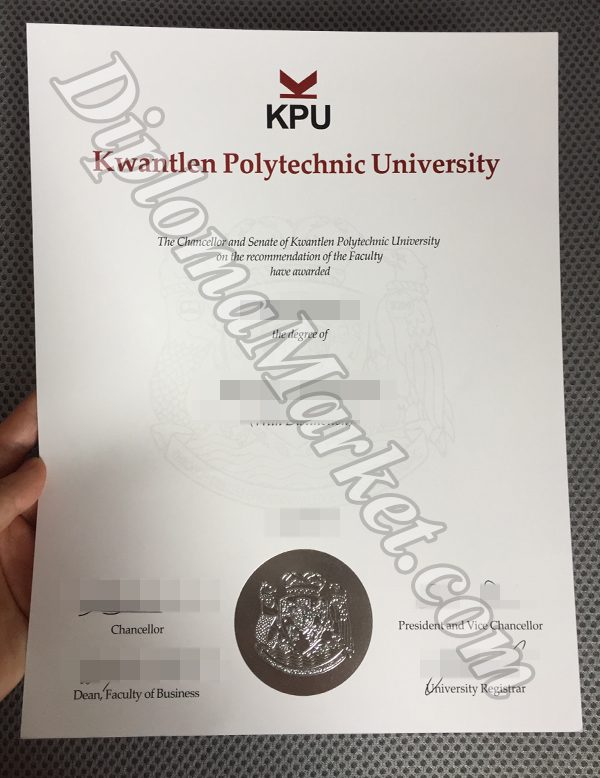 KPU
Kwantlen Polytechnic University
The Chancellor and Senate of Kwantlen Polytechnic University
on the recommendation of the Faculty
have awarded
the degree of
Chancellor
President and Vice Chancellor
Dean, Faculty of Business
University Registrar
DiplomaMarket.com